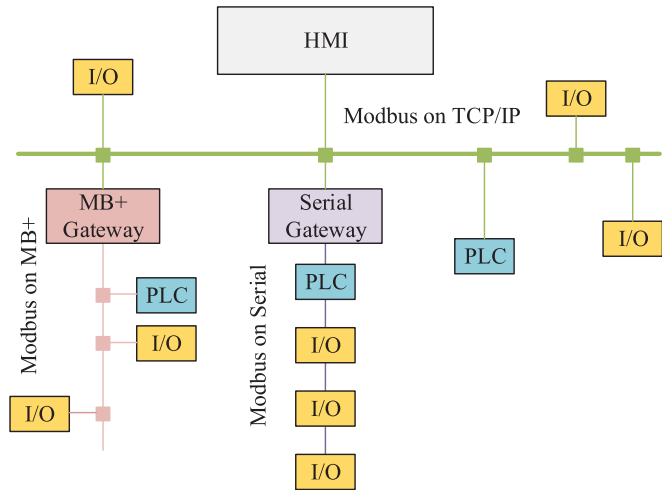 HMI
I/O
I/O
Modbus on TCP/IP
MB+
Gateway
Serial
Gateway
I/O
PLC
Modbus on MB+
PLC
I/O
I/O
Modbus on Serial
PLC
I/O
I/O
I/O